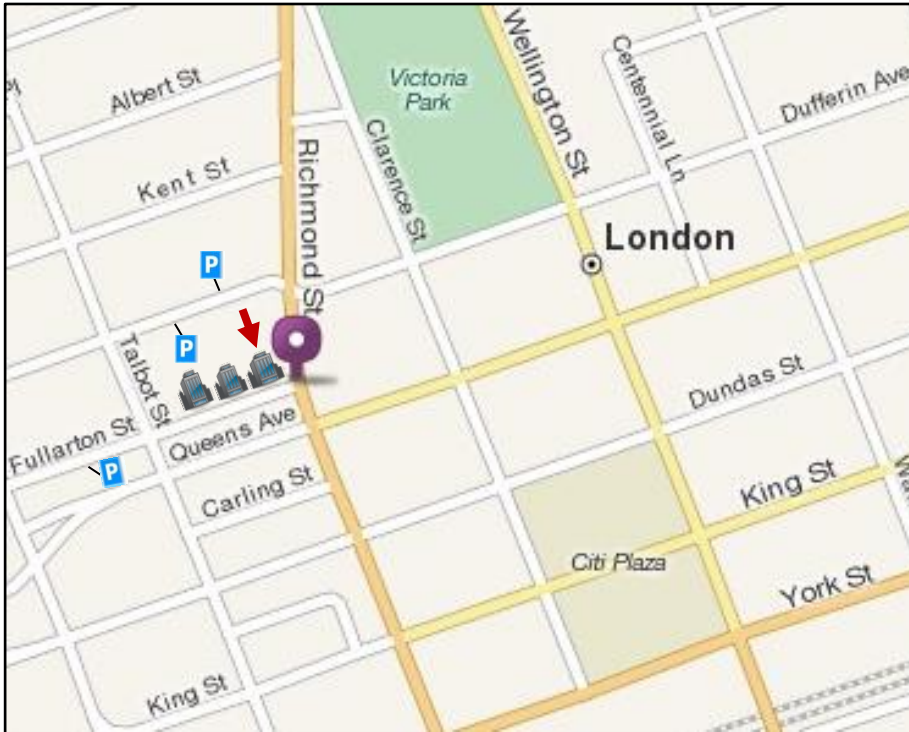 Albert St
Victoria
Park
Wellington St
Centennial Ln
Dufferin Ave
Kent St
Richmond St
Clarence St
London
P
P
Talbot St
Fullarton St
Queens Ave
Dundas St
P
Carling St
King St
Citi Plaza
York St
King St